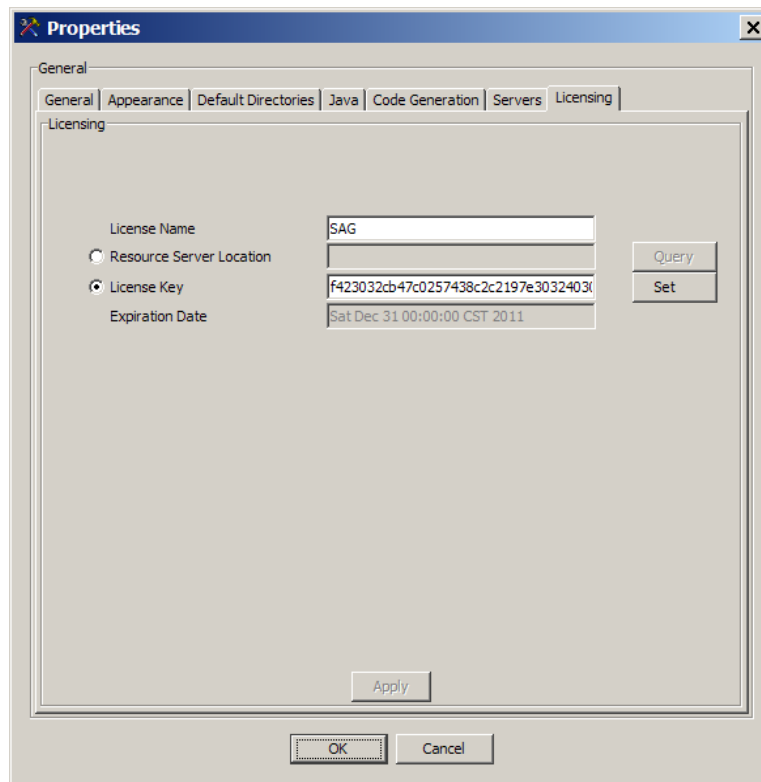 Properties
General
General Appearance Default Directories Java Code Generation Servers Licensing
Licensing
License Name SAG
Resource Server Location Query
License Key f423032cb47c0257438c2c2197e30324030 Set
Expiration Date Sat Dec 31 00:00:00 CST 2011
Apply
OK Cancel